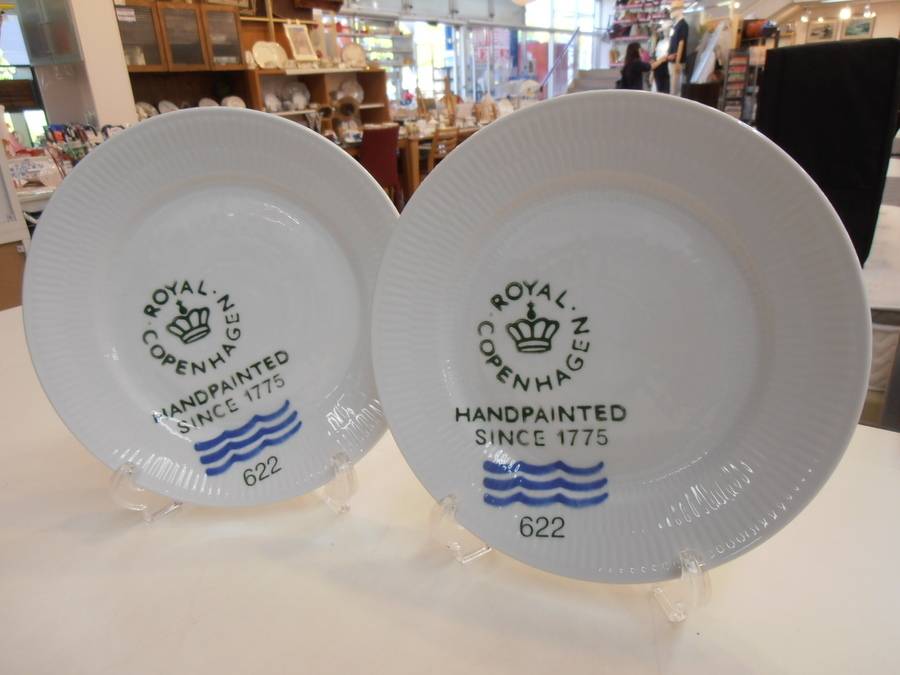 ROYAL
COPENHAGEN
HANDPAINTED
SINCE 1775
622
ROYAL
COPENHAGEN
HANDPAINTED
SINCE 1775
622